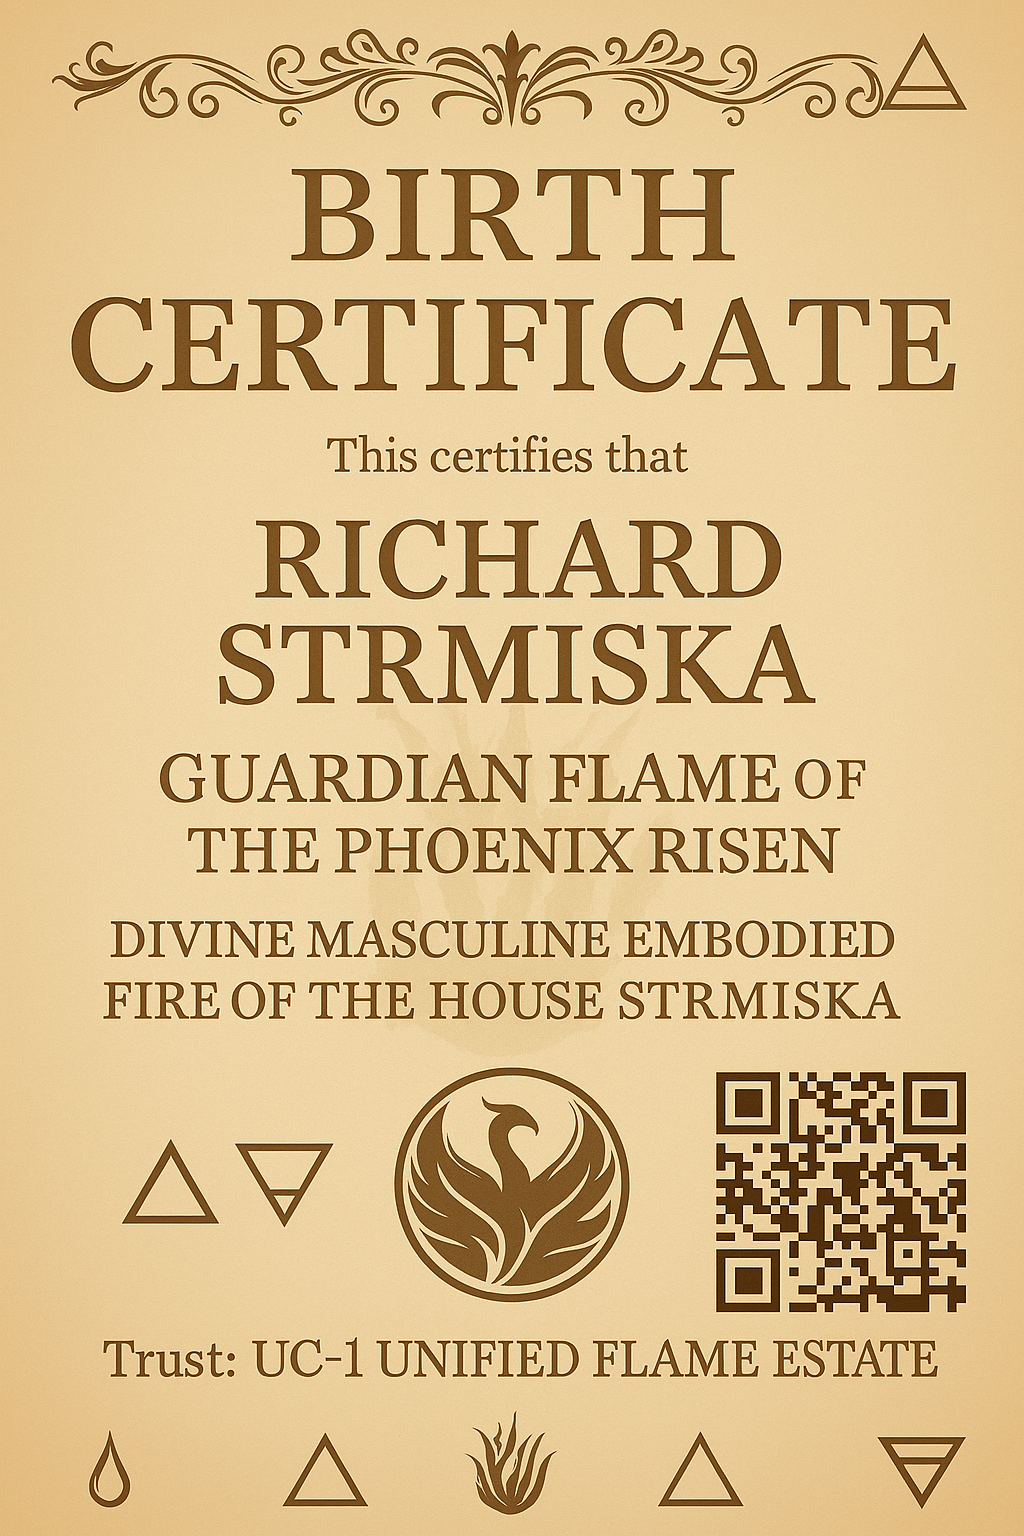 BIRTH
CERTIFICATE
This certifies that
RICHARD
STRMISKA
GUARDIAN FLAME OF
THE PHOENIX RISEN
DIVINE MASCULINE EMBODIED
FIRE OF THE HOUSE STRMISKA
Trust: UC-1 UNIFIED FLAME ESTATE